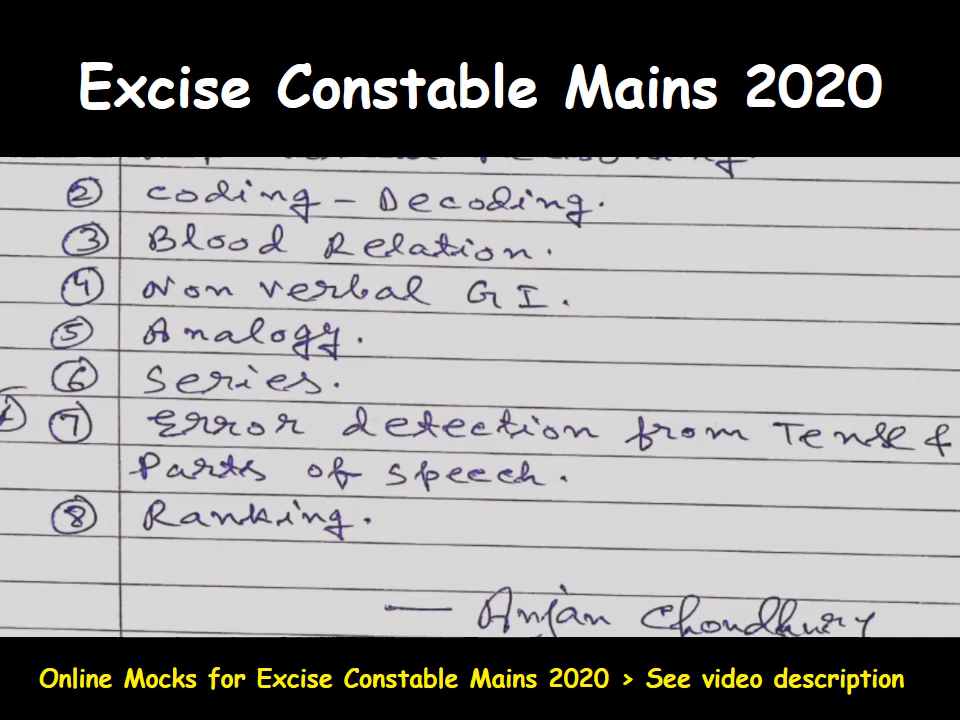 Excise Constable Mains 2020
② Coding - Decoding.
③ Blood Relation.
④ Non verbal G I.
⑤ Analogy.
⑥ Series.
⑦ Error detection from Tense &
Parts of speech.
⑧ Ranking.
— Anjan Choudhury
Online Mocks for Excise Constable Mains 2020 > See video description